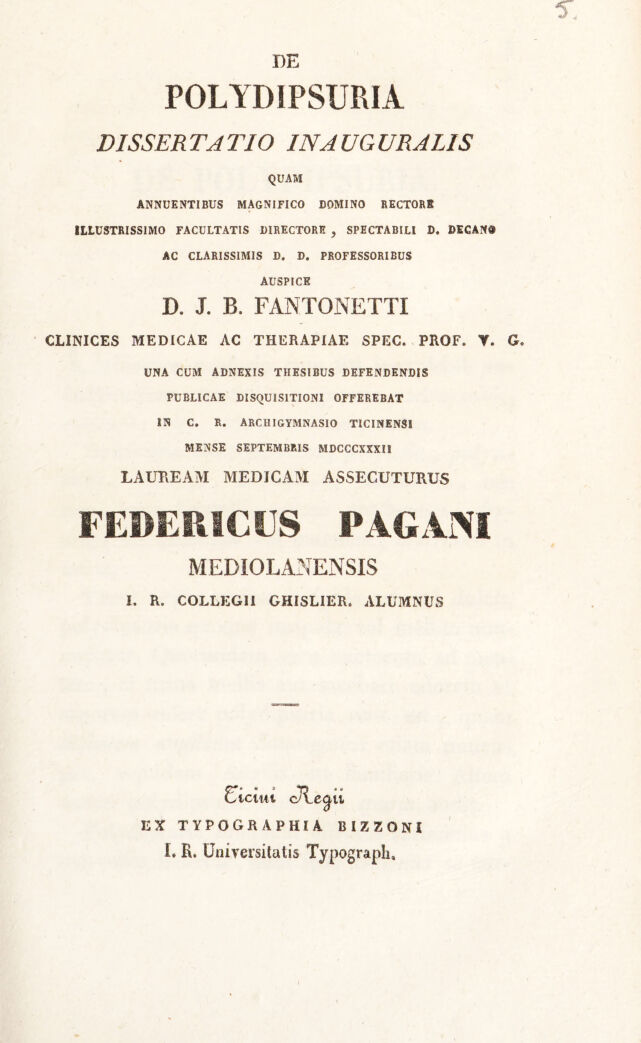 5.
DE
POLYDIPSURIA
DISSERTATIO INAUGURALIS
QUAM
ANNUENTIBUS MAGNIFICO DOMINO RECTORE
ILLUSTRISSIMO FACULTATIS DIRECTORE , SPECTABILI D. DECANO
AC CLARISSIMIS D. D. PROFESSORIBUS
AUSPICE
D. J. B. FANTONETTI
CLINICES MEDICAE AC THERAPIAE SPEC. PROF. V. G.
UNA CUM ADNEXIS THESIBUS DEFENDENDIS
PUBLICAE DISQUISITIONI OFFEREBAT
IN C. R. ARCHIGYMNASIO TICINENSI
MENSE SEPTEMBRIS MDCCCXXXII
LAUREAM MEDICAM ASSECUTURUS
FEDERICUS PAGANI
MEDIOLANENSIS
I. R. COLLEGII GHISLIER. ALUMNUS
Ticini Regii
EX TYPOGRAPHIA BIZZONI
I. R. Universitatis Typograph.